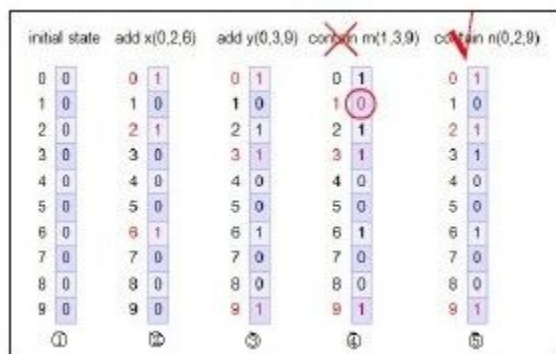 initial state add x(0,2,6) add y(0,3,9) contain m(1,3,9) contain n(0,2,9)
0 0 0 1 0 1 0 1 0 1
1 0 1 0 1 0 1 0 1 0
2 0 2 1 2 1 2 1 2 1
3 0 3 0 3 1 3 1 3 1
4 0 4 0 4 0 4 0 4 0
5 0 5 0 5 0 5 0 5 0
6 0 6 1 6 1 6 1 6 1
7 0 7 0 7 0 7 0 7 0
8 0 8 0 8 0 8 0 8 0
9 0 9 0 9 1 9 1 9 1
① ② ③ ④ ⑤